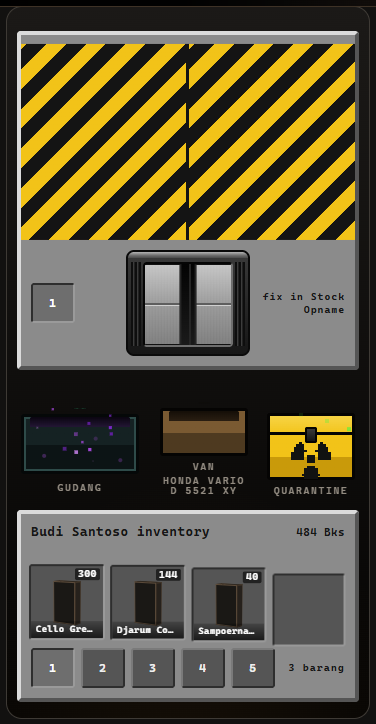 1
fix in Stock
Opname
GUDANG
VAN
HONDA VARIO
D 5521 XY
QUARANTINE
Budi Santoso inventory
484 Bks
300
144
40
Cello Gre…
Djarum Co…
Sampoerna…
1
2
3
4
5
3 barang